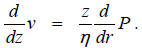 d/dz v = z/η d/dr P .